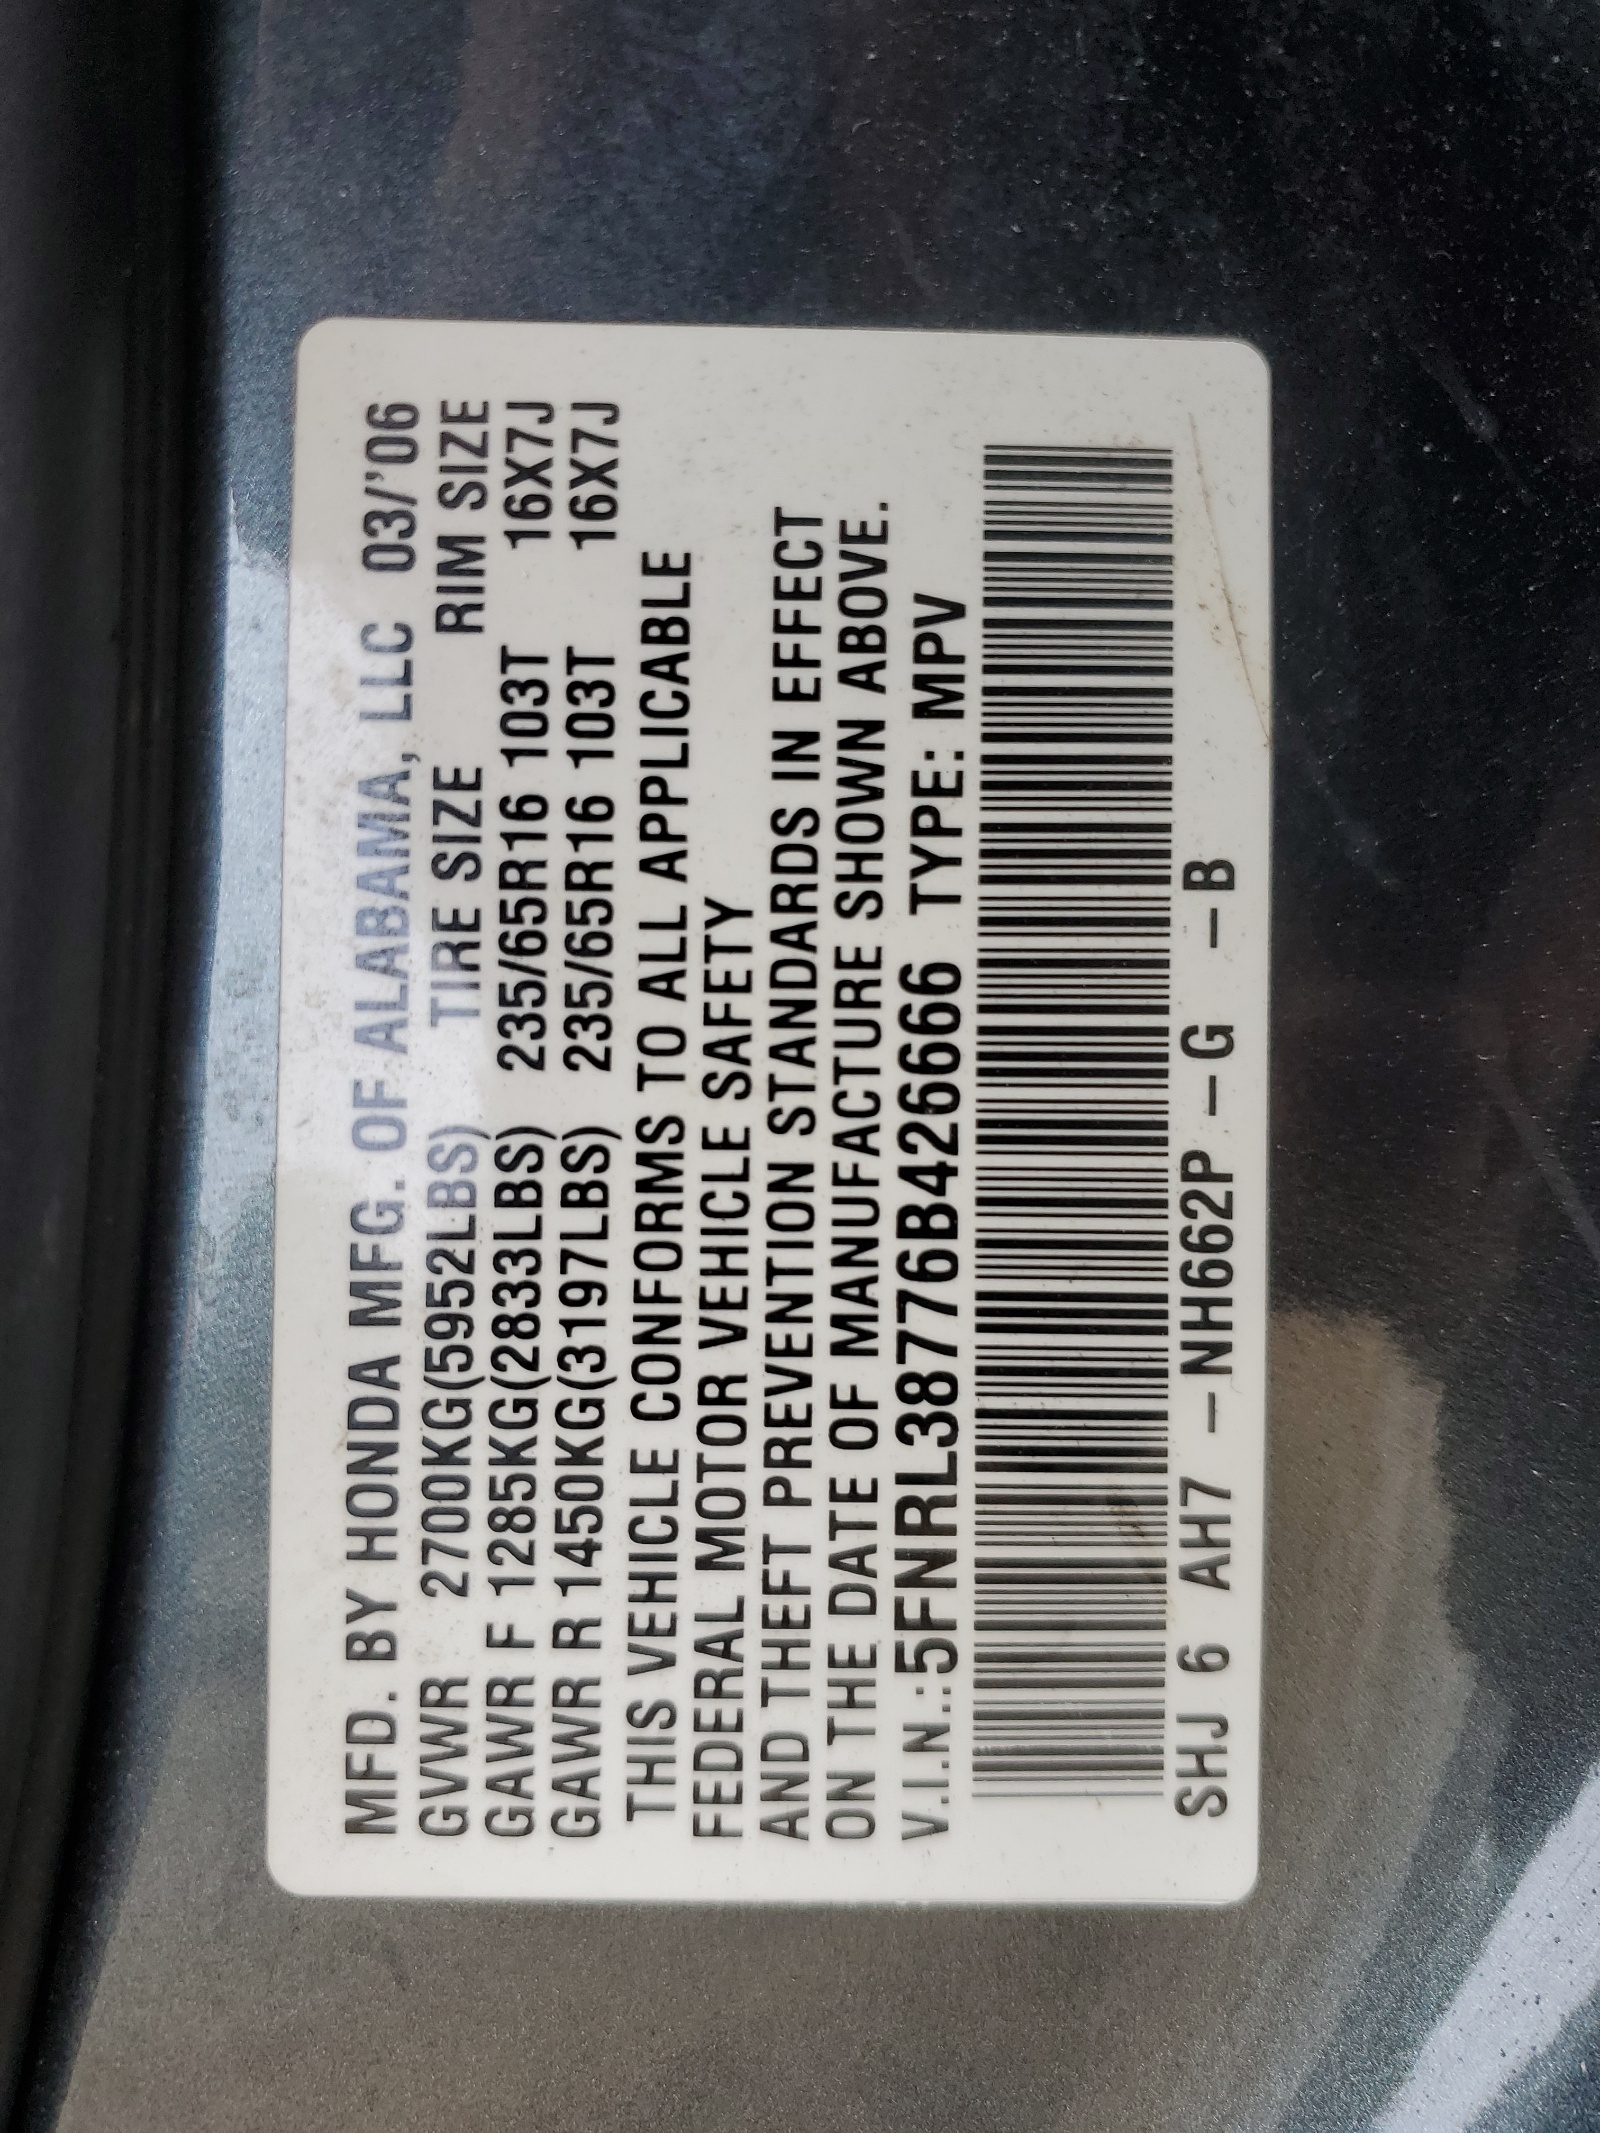 MFD. BY HONDA MFG. OF ALABAMA, LLC 03/'06
GVWR 2700KG(5952LBS) TIRE SIZE RIM SIZE
GAWR F 1285KG(2833LBS) 235/65R16 103T 16X7J
GAWR R 1450KG(3197LBS) 235/65R16 103T 16X7J
THIS VEHICLE CONFORMS TO ALL APPLICABLE
FEDERAL MOTOR VEHICLE SAFETY
AND THEFT PREVENTION STANDARDS IN EFFECT
ON THE DATE OF MANUFACTURE SHOWN ABOVE.
V.I.N.:5FNRL38776B426666 TYPE: MPV
SHJ 6 AH7 –NH662P –G –B